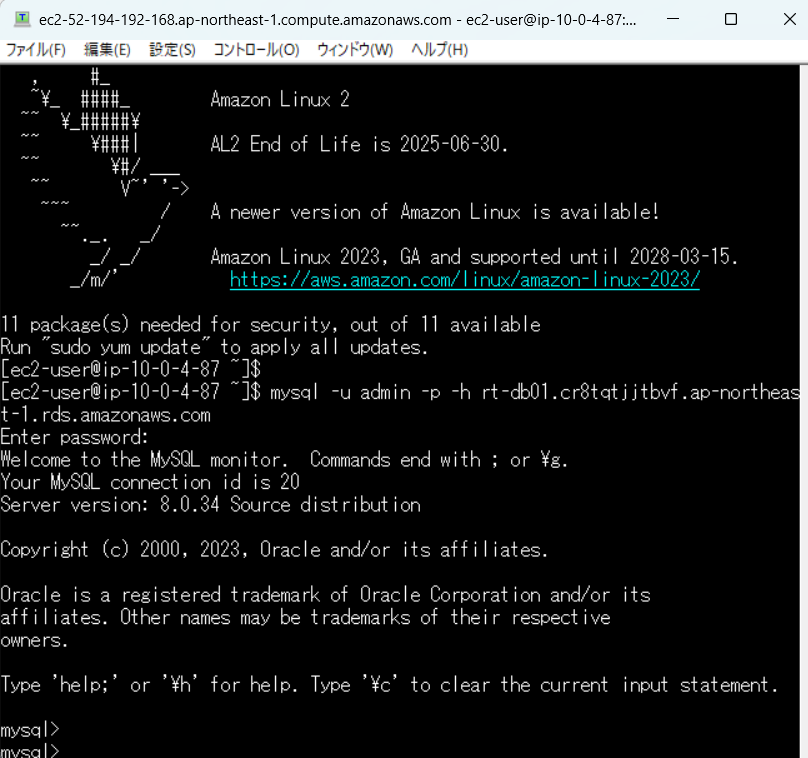 ec2-52-194-192-168.ap-northeast-1.compute.amazonaws.com - ec2-user@ip-10-0-4-87:...
ファイル(F) 編集(E) 設定(S) コントロール(O) ウィンドウ(W) ヘルプ(H)
   ,     #_
   ~¥_  ####_        Amazon Linux 2
  ~~  ¥_#####¥
  ~~     ¥###|       AL2 End of Life is 2025-06-30.
  ~~       ¥#/ ___
   ~~       V~' '->
    ~~~         /    A newer version of Amazon Linux is available!
      ~~._.   _/
         _/ _/       Amazon Linux 2023, GA and supported until 2028-03-15.
       _/m/'           https://aws.amazon.com/linux/amazon-linux-2023/
11 package(s) needed for security, out of 11 available
Run "sudo yum update" to apply all updates.
[ec2-user@ip-10-0-4-87 ~]$
[ec2-user@ip-10-0-4-87 ~]$ mysql -u admin -p -h rt-db01.cr8tqtjjtbvf.ap-northeas
t-1.rds.amazonaws.com
Enter password:
Welcome to the MySQL monitor.  Commands end with ; or ¥g.
Your MySQL connection id is 20
Server version: 8.0.34 Source distribution
Copyright (c) 2000, 2023, Oracle and/or its affiliates.
Oracle is a registered trademark of Oracle Corporation and/or its
affiliates. Other names may be trademarks of their respective
owners.
Type 'help;' or '¥h' for help. Type '¥c' to clear the current input statement.
mysql>
mysql>